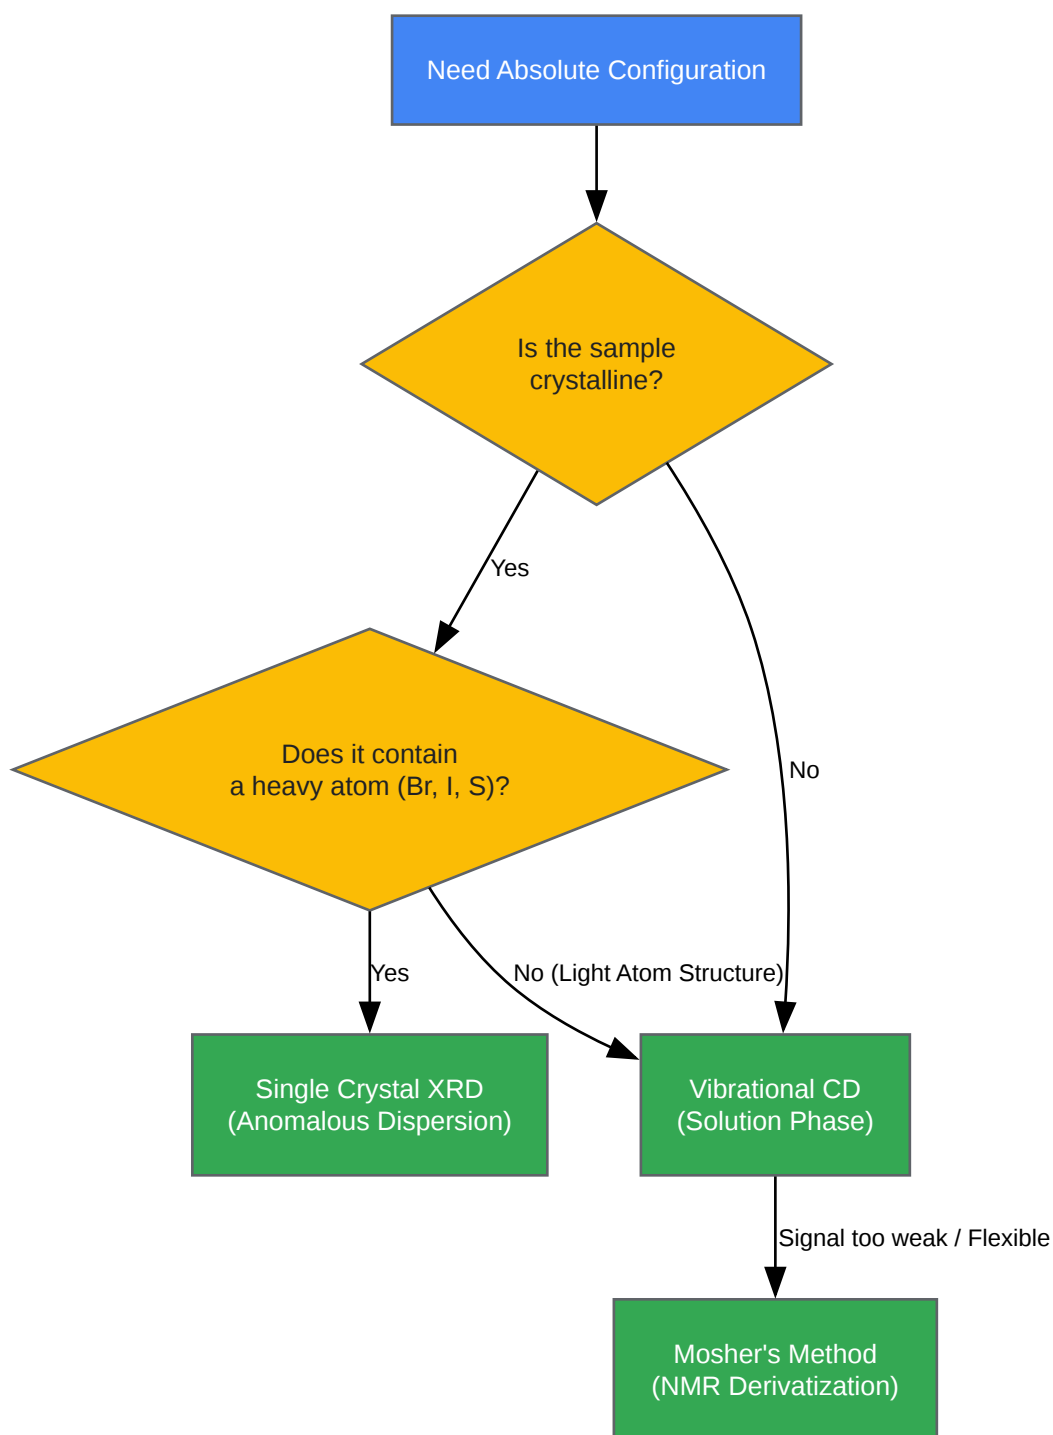 Need Absolute Configuration
Is the sample
crystalline?
Yes
No
Does it contain
a heavy atom (Br, I, S)?
Yes
No (Light Atom Structure)
Single Crystal XRD
(Anomalous Dispersion)
Vibrational CD
(Solution Phase)
Signal too weak / Flexible
Mosher's Method
(NMR Derivatization)